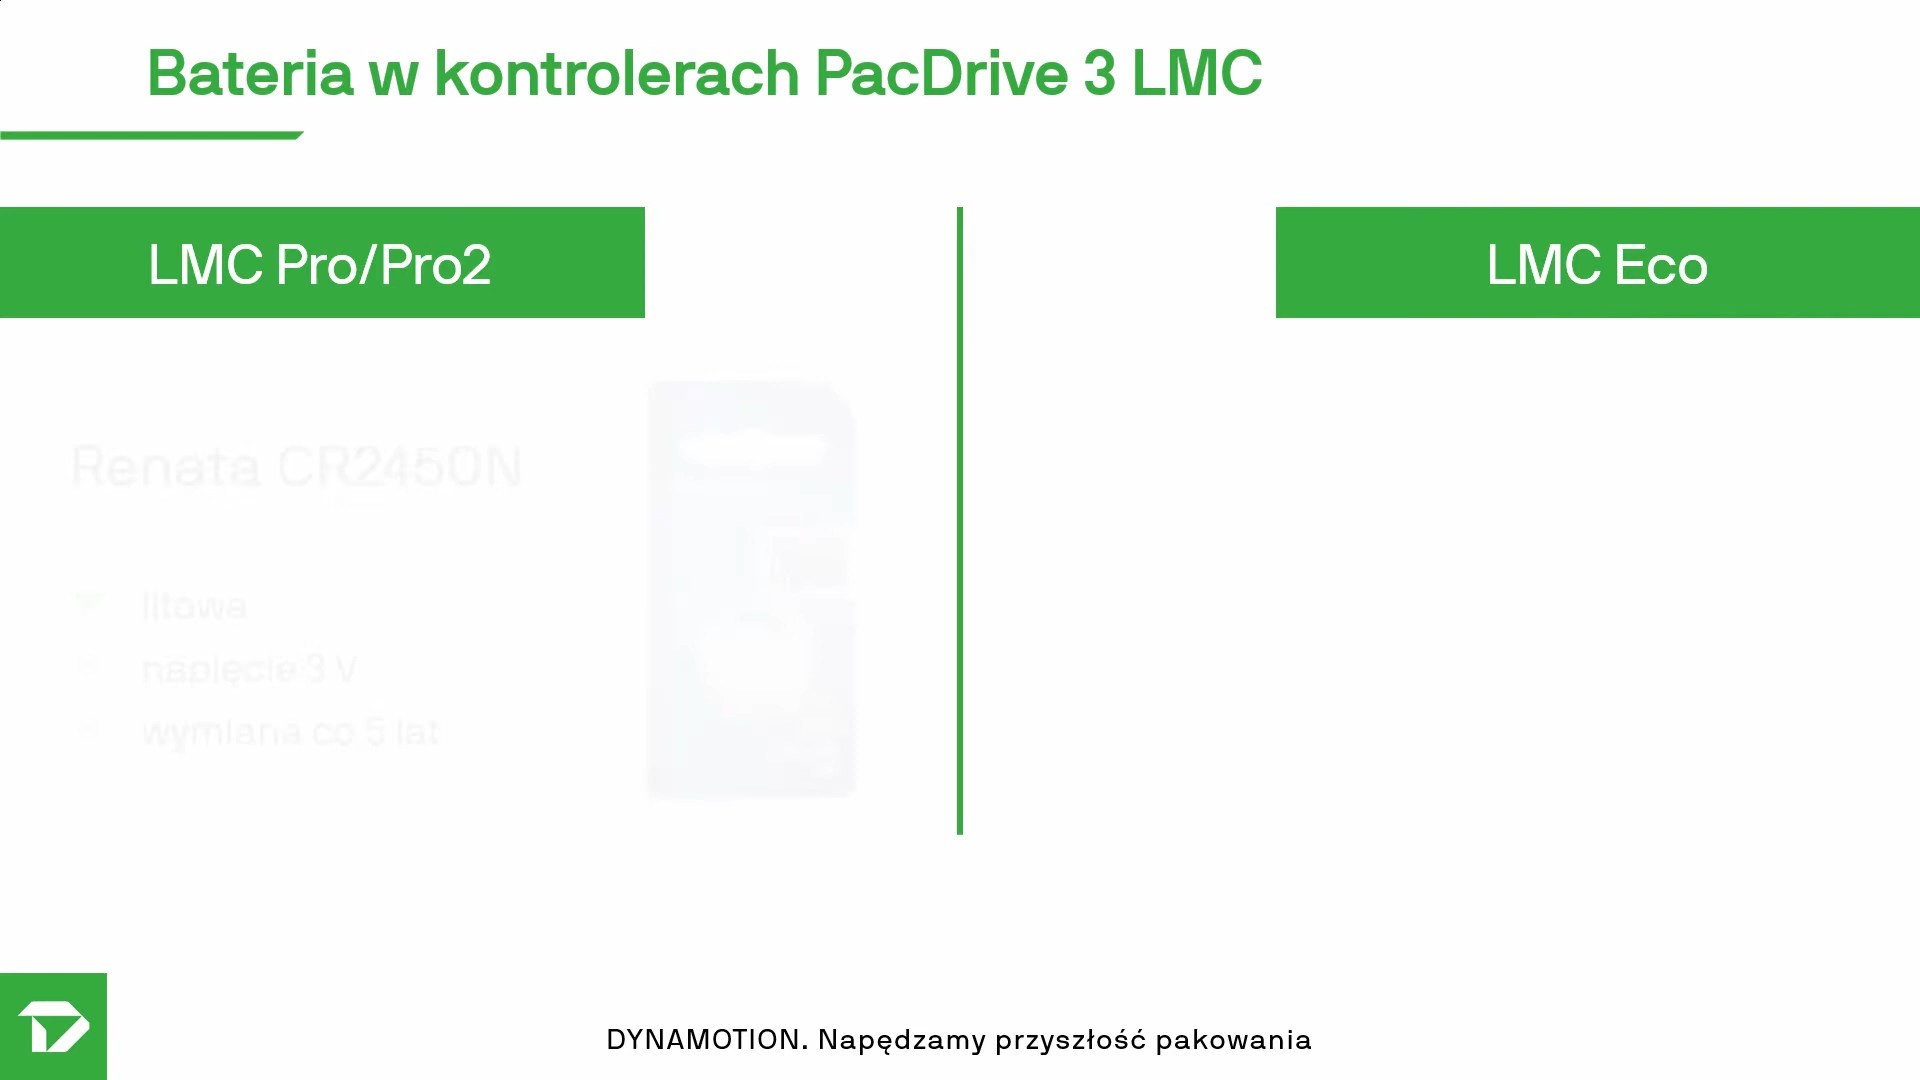 Bateria w kontrolerach PacDrive 3 LMC
LMC Pro/Pro2
LMC Eco
Renata CR2450N
litowa
napięcie 3 V
wymiana co 5 lat
DYNAMOTION. Napędzamy przyszłość pakowania